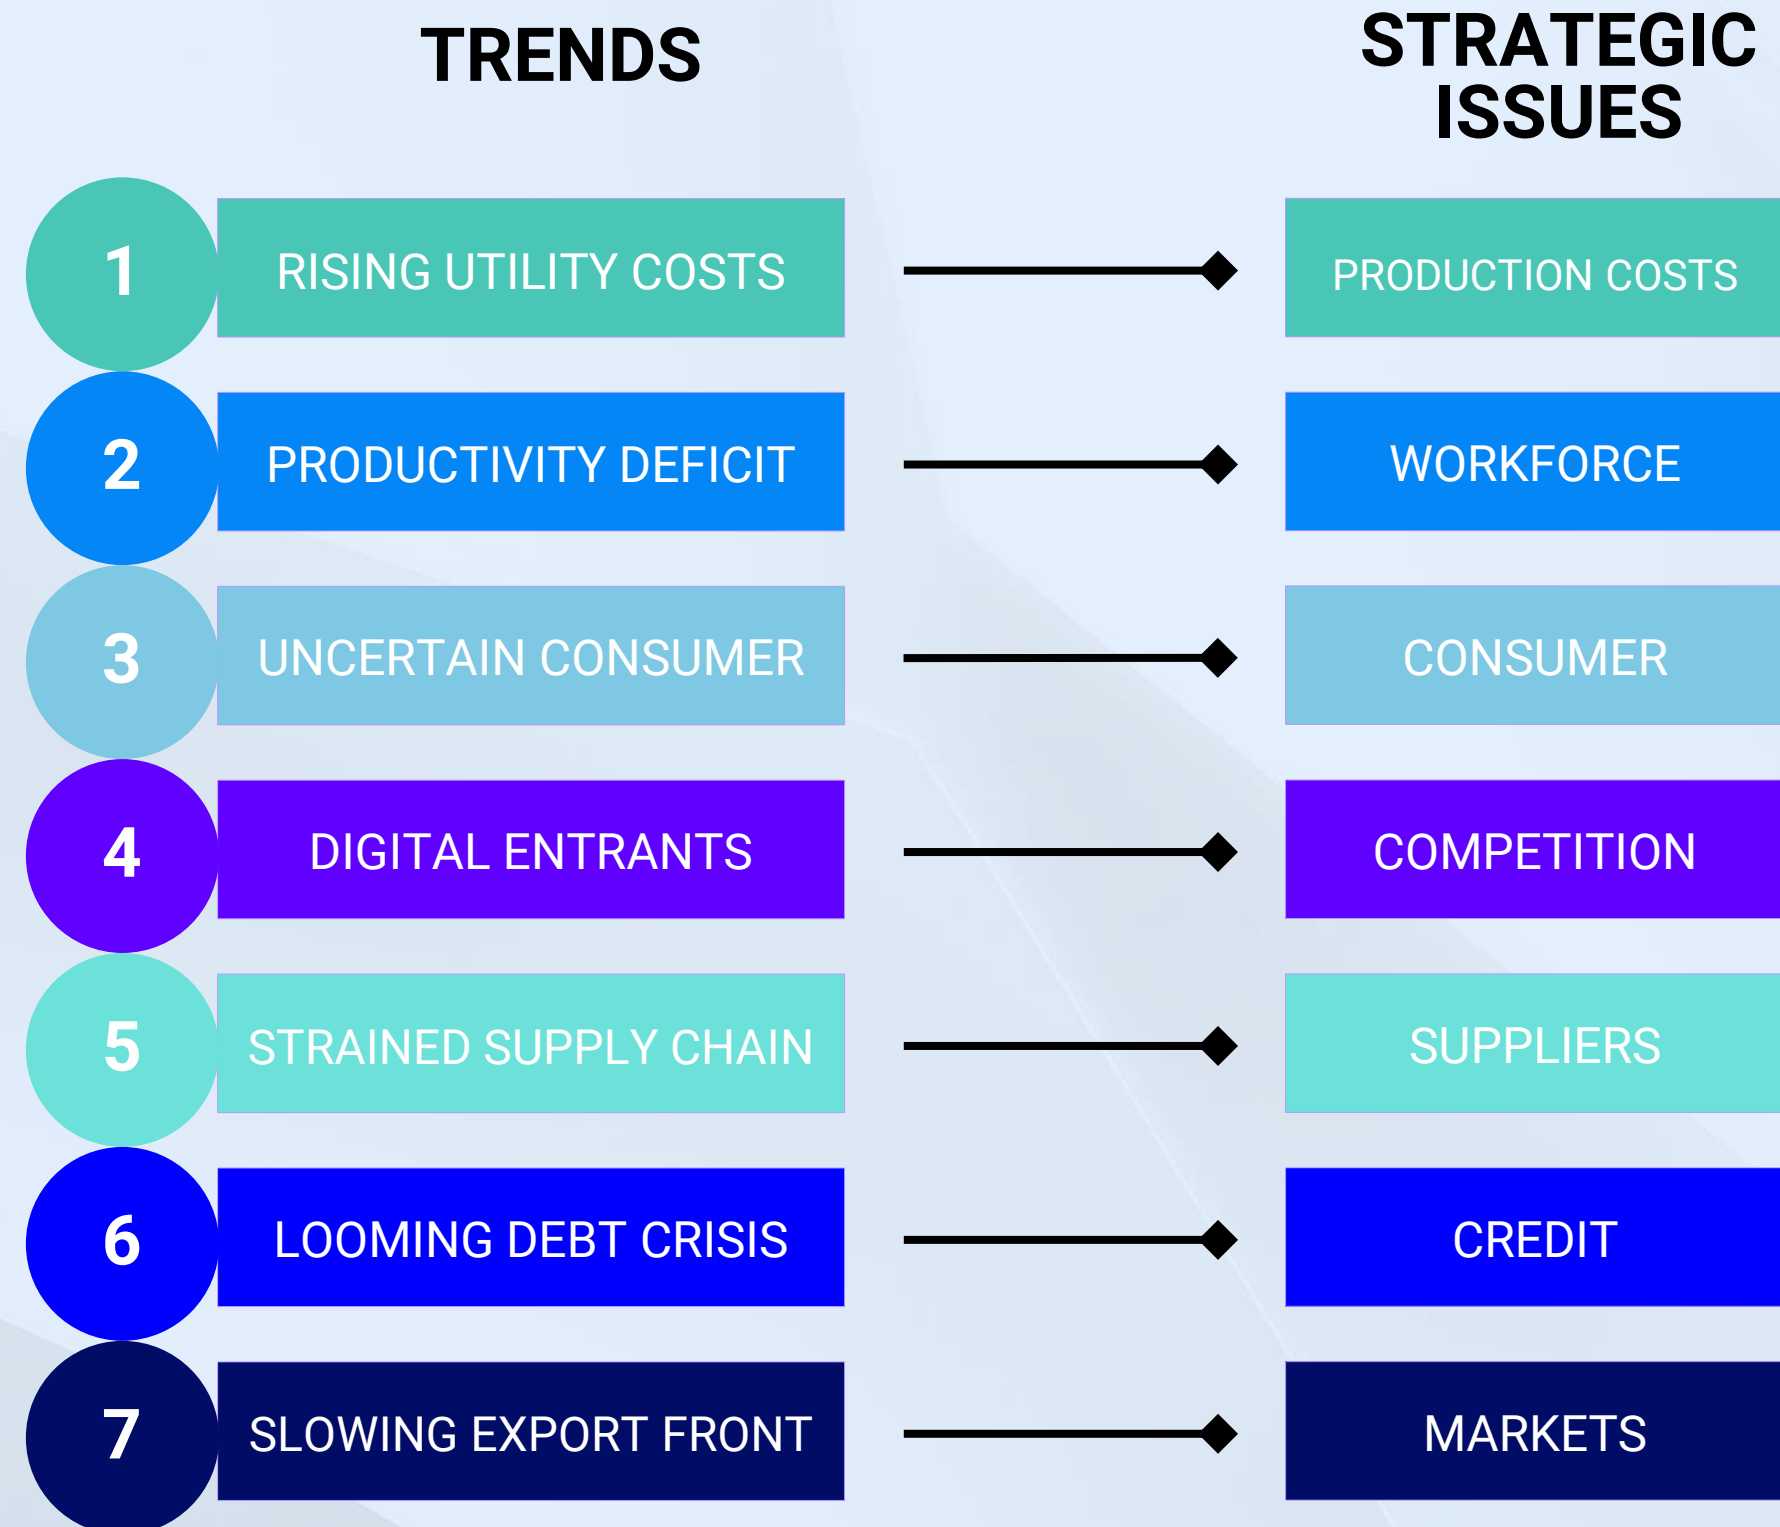 TRENDS
STRATEGIC
ISSUES
1
RISING UTILITY COSTS
PRODUCTION COSTS
2
PRODUCTIVITY DEFICIT
WORKFORCE
3
UNCERTAIN CONSUMER
CONSUMER
4
DIGITAL ENTRANTS
COMPETITION
5
STRAINED SUPPLY CHAIN
SUPPLIERS
6
LOOMING DEBT CRISIS
CREDIT
7
SLOWING EXPORT FRONT
MARKETS